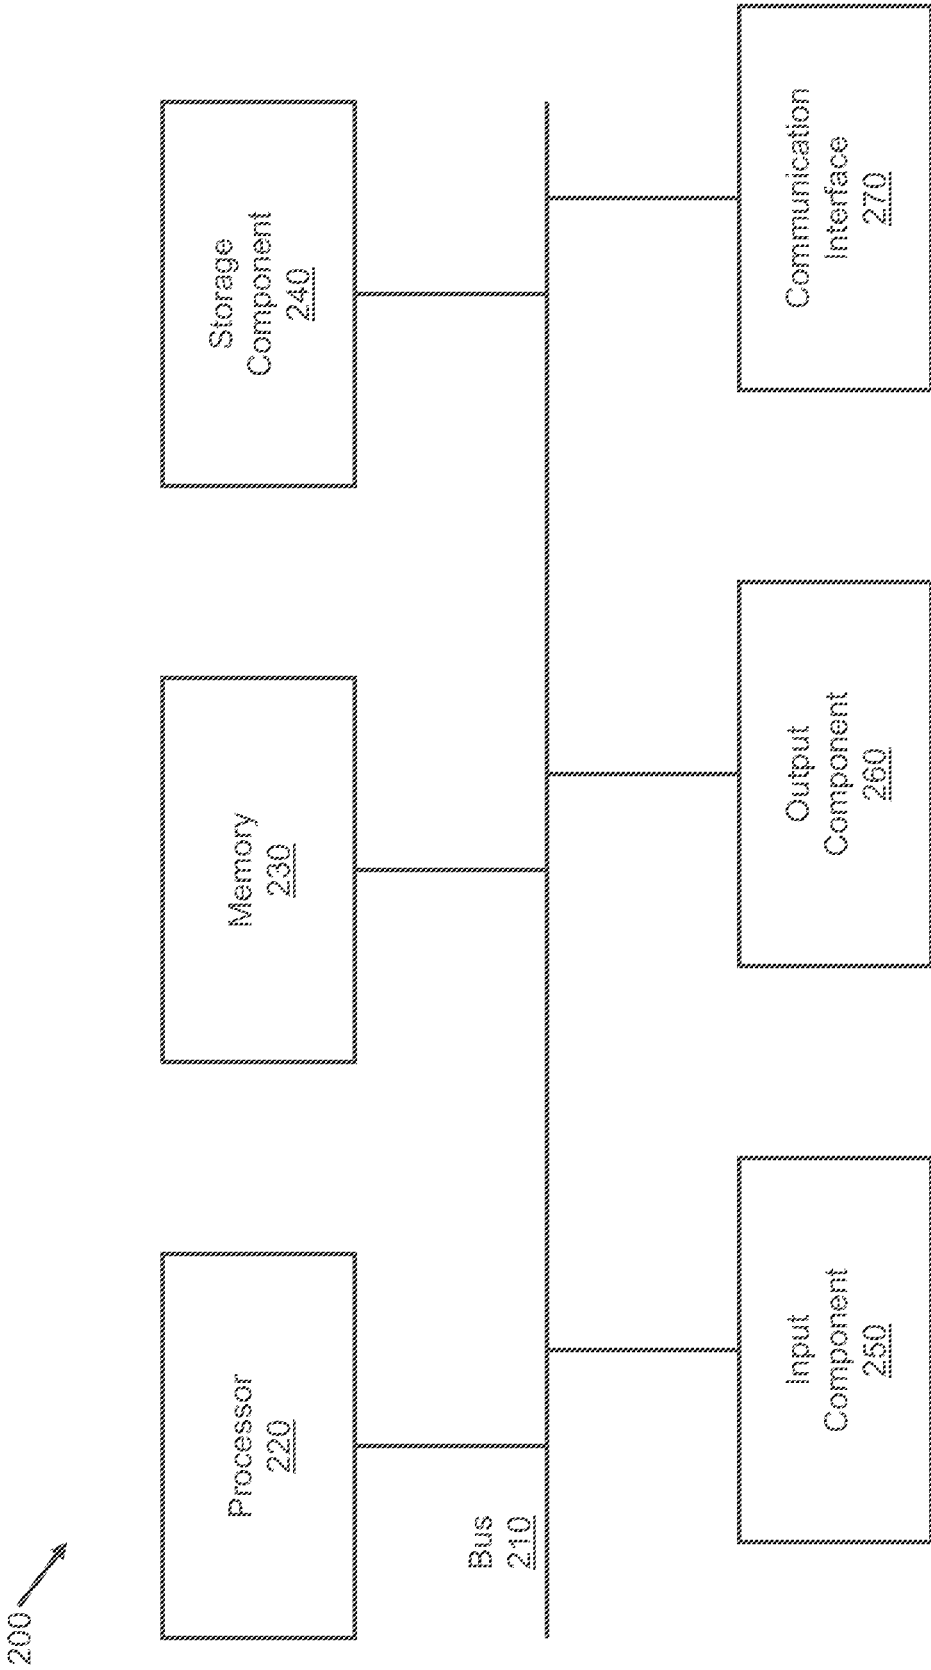 200
Processor
220
Memory
230
Storage
Component
240
Bus
210
Input
Component
250
Output
Component
260
Communication
Interface
270